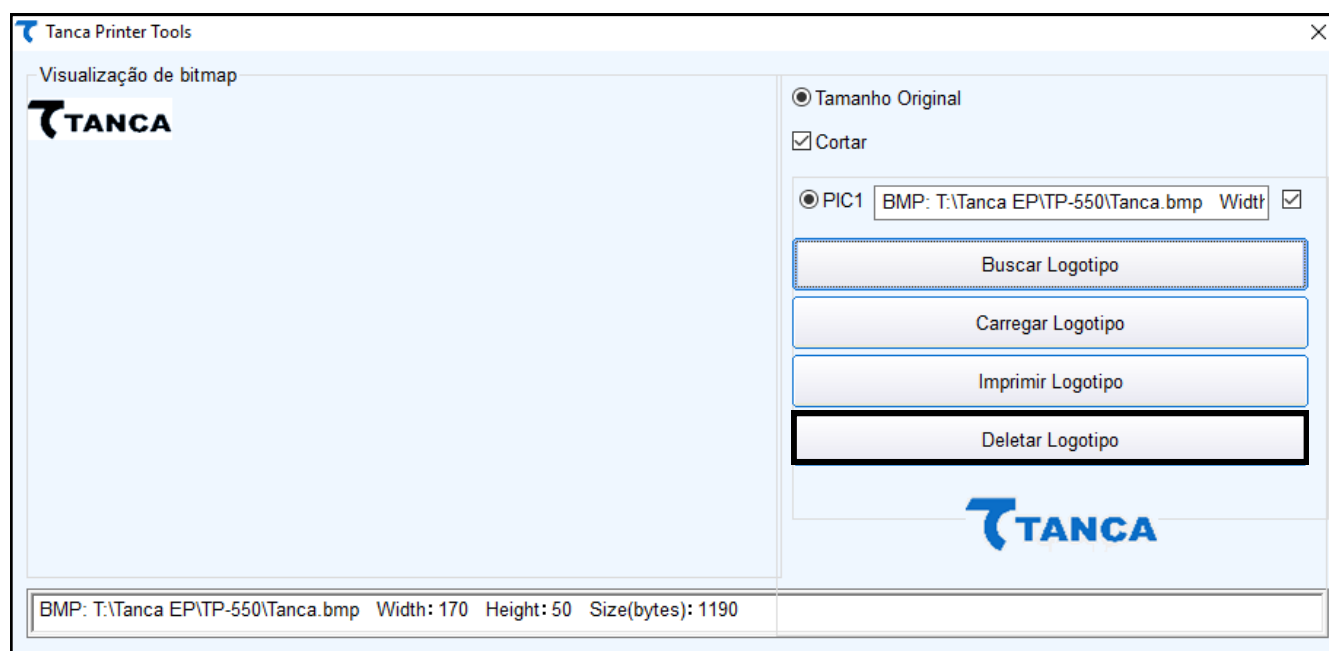 Tanca Printer Tools
Visualização de bitmap
TANCA
Tamanho Original
Cortar
PIC1 BMP: T:\Tanca EP\TP-550\Tanca.bmp Widt
Buscar Logotipo
Carregar Logotipo
Imprimir Logotipo
Deletar Logotipo
TANCA
BMP: T:\Tanca EP\TP-550\Tanca.bmp Width: 170 Height: 50 Size(bytes): 1190